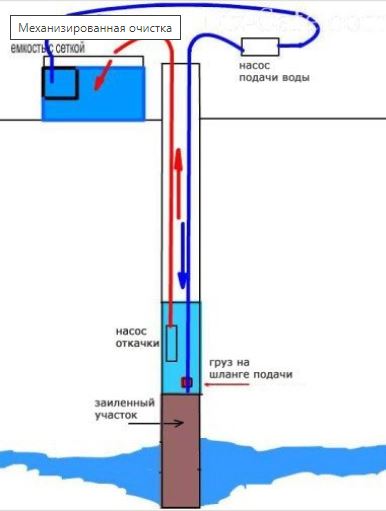 Механизированная очистка
емкость с сеткой
насос
подачи воды
насос
откачки
груз на
шланге подачи
заиленный
участок